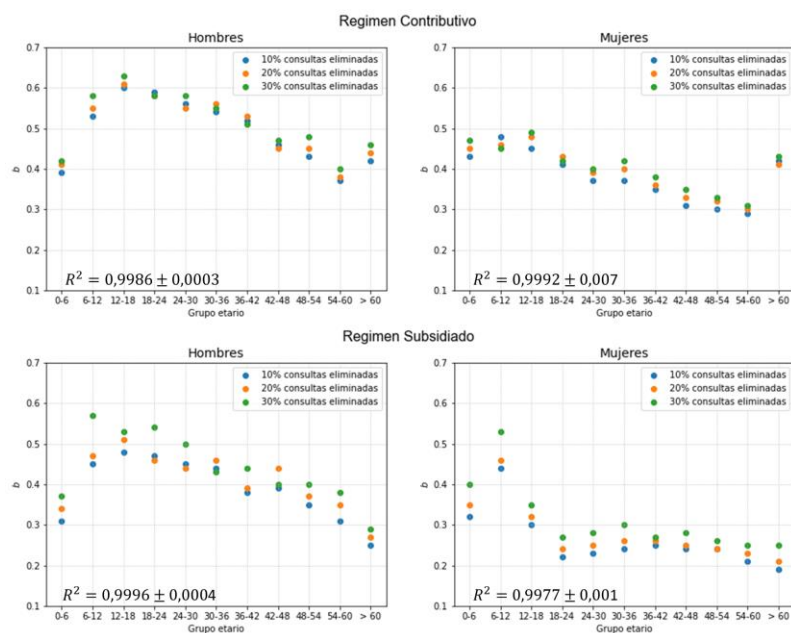 Regimen Contributivo
Hombres
0.7
0.6
0.5
0.4
0.3
0.2
0.1
b
10% consultas eliminadas
20% consultas eliminadas
30% consultas eliminadas
R² = 0,9986 ± 0,0003
0-6 6-12 12-18 18-24 24-30 30-36 36-42 42-48 48-54 54-60 > 60
Grupo etario
Mujeres
0.7
0.6
0.5
0.4
0.3
0.2
0.1
b
10% consultas eliminadas
20% consultas eliminadas
30% consultas eliminadas
R² = 0,9992 ± 0,007
0-6 6-12 12-18 18-24 24-30 30-36 36-42 42-48 48-54 54-60 > 60
Grupo etario
Regimen Subsidiado
Hombres
0.7
0.6
0.5
0.4
0.3
0.2
0.1
b
10% consultas eliminadas
20% consultas eliminadas
30% consultas eliminadas
R² = 0,9996 ± 0,0004
0-6 6-12 12-18 18-24 24-30 30-36 36-42 42-48 48-54 54-60 > 60
Grupo etario
Mujeres
0.7
0.6
0.5
0.4
0.3
0.2
0.1
b
10% consultas eliminadas
20% consultas eliminadas
30% consultas eliminadas
R² = 0,9977 ± 0,001
0-6 6-12 12-18 18-24 24-30 30-36 36-42 42-48 48-54 54-60 > 60
Grupo etario